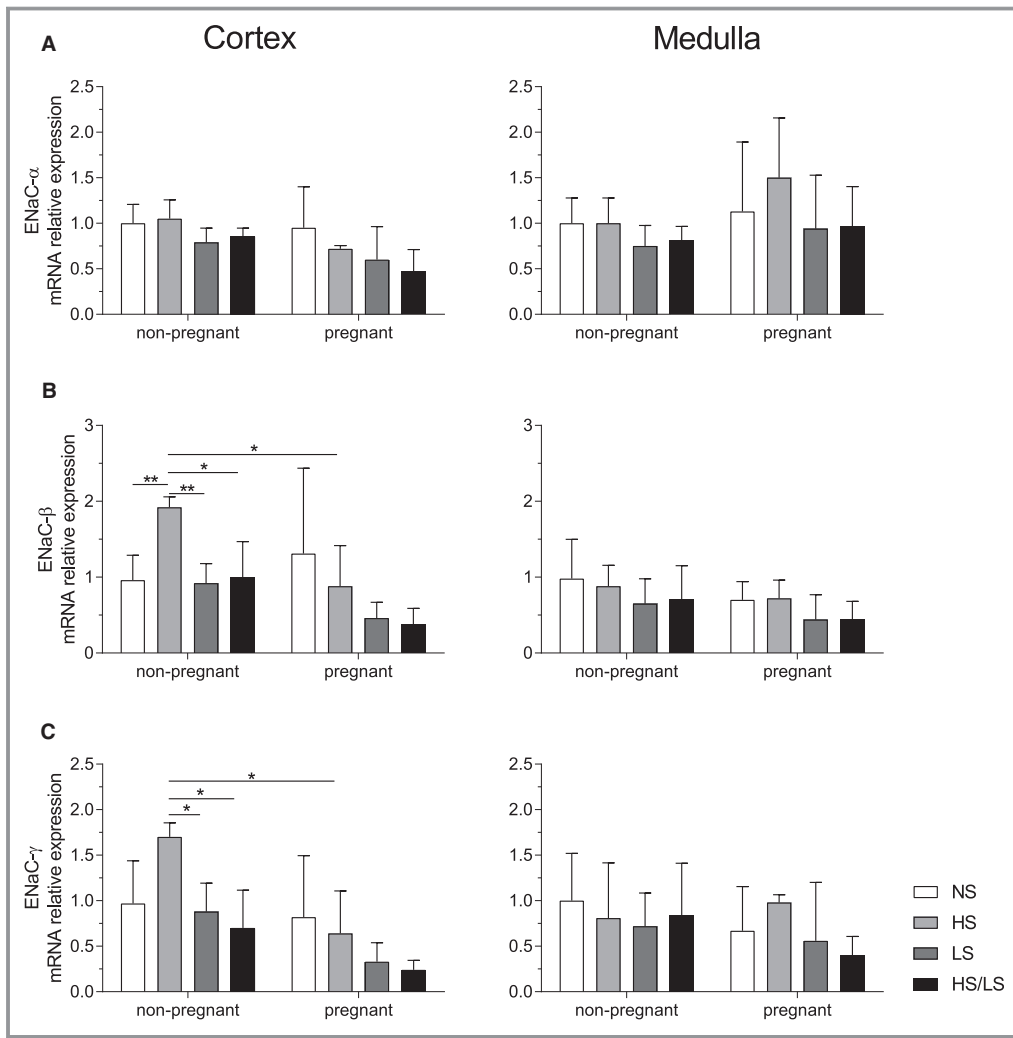 A
Cortex
Medulla
ENaC-α
mRNA relative expression
2.5
2.0
1.5
1.0
0.5
0.0
non-pregnant
pregnant
2.5
2.0
1.5
1.0
0.5
0.0
non-pregnant
pregnant
B
ENaC-β
mRNA relative expression
3
2
1
0
**
**
*
*
non-pregnant
pregnant
3
2
1
0
non-pregnant
pregnant
C
ENaC-γ
mRNA relative expression
2.5
2.0
1.5
1.0
0.5
0.0
*
*
*
non-pregnant
pregnant
2.5
2.0
1.5
1.0
0.5
0.0
non-pregnant
pregnant
NS
HS
LS
HS/LS